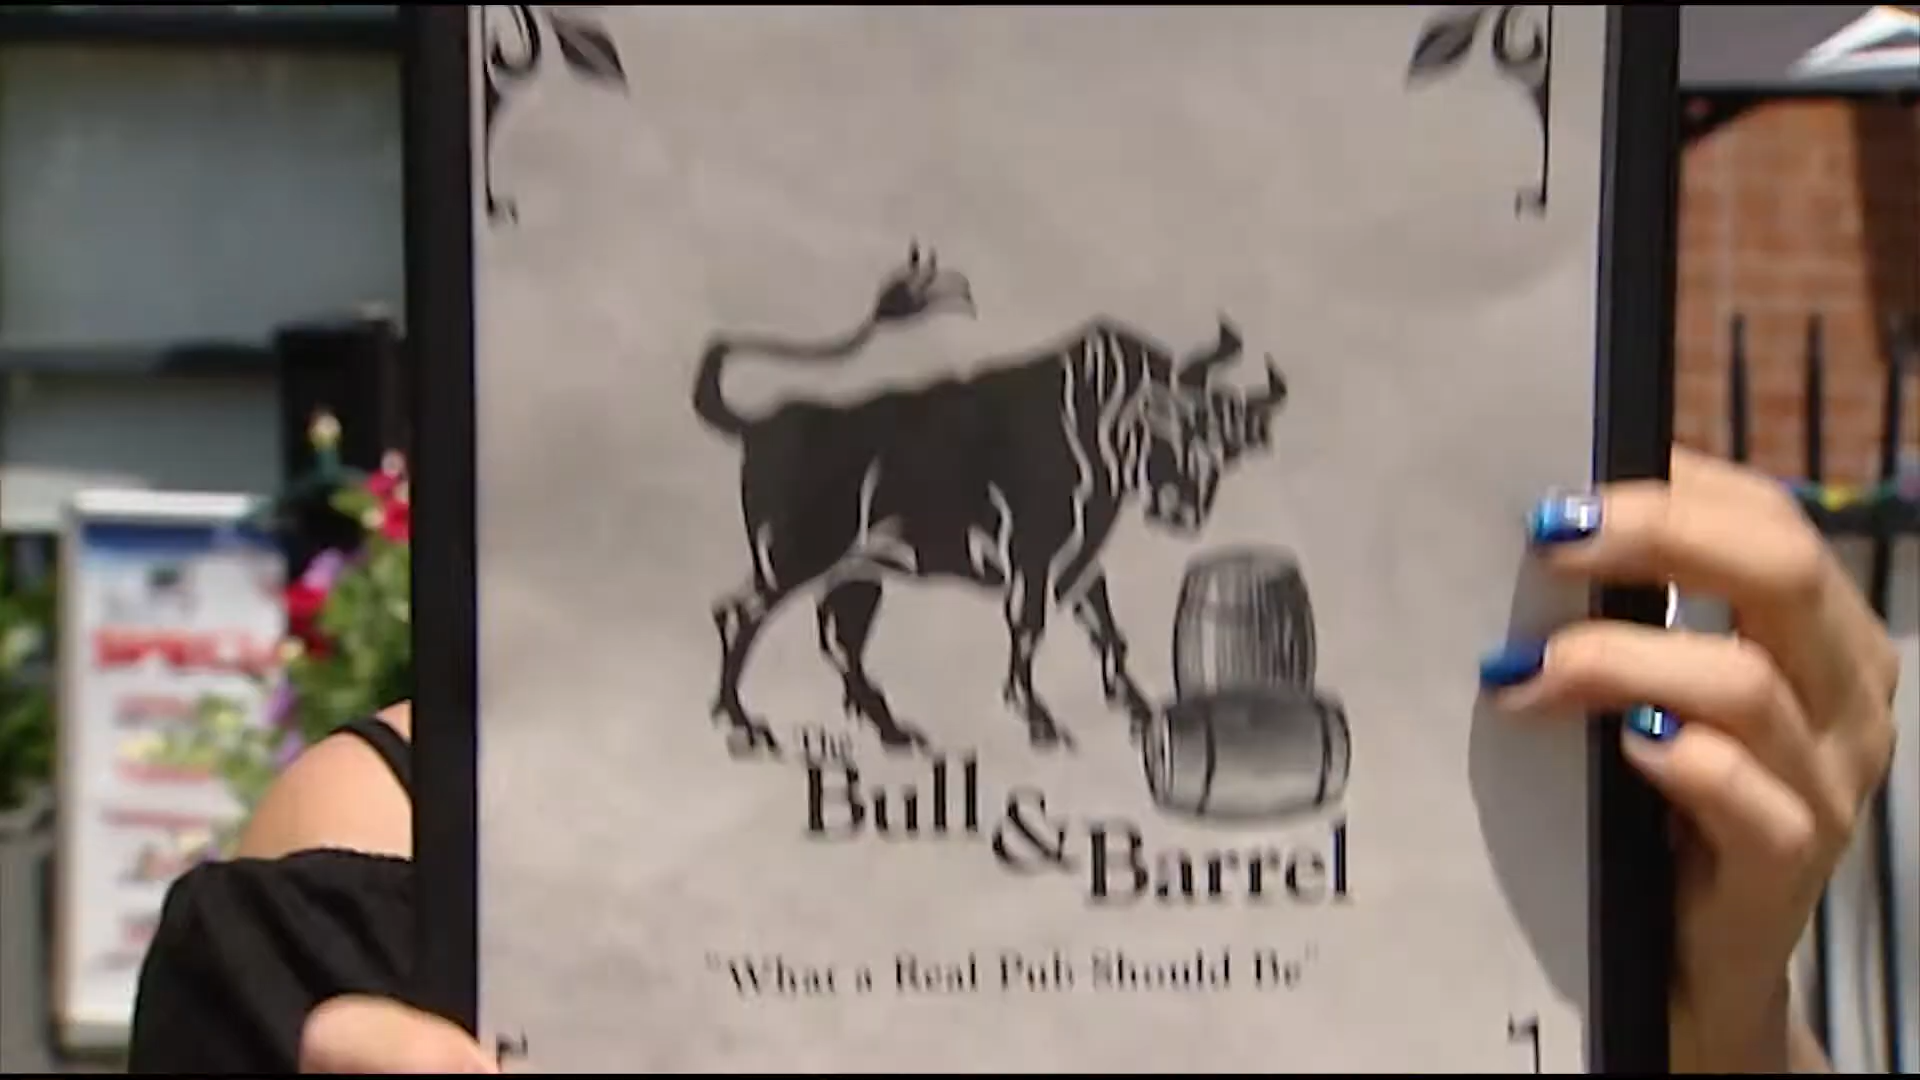 The
Bull
&
Barrel
"What a Real Pub Should Be"